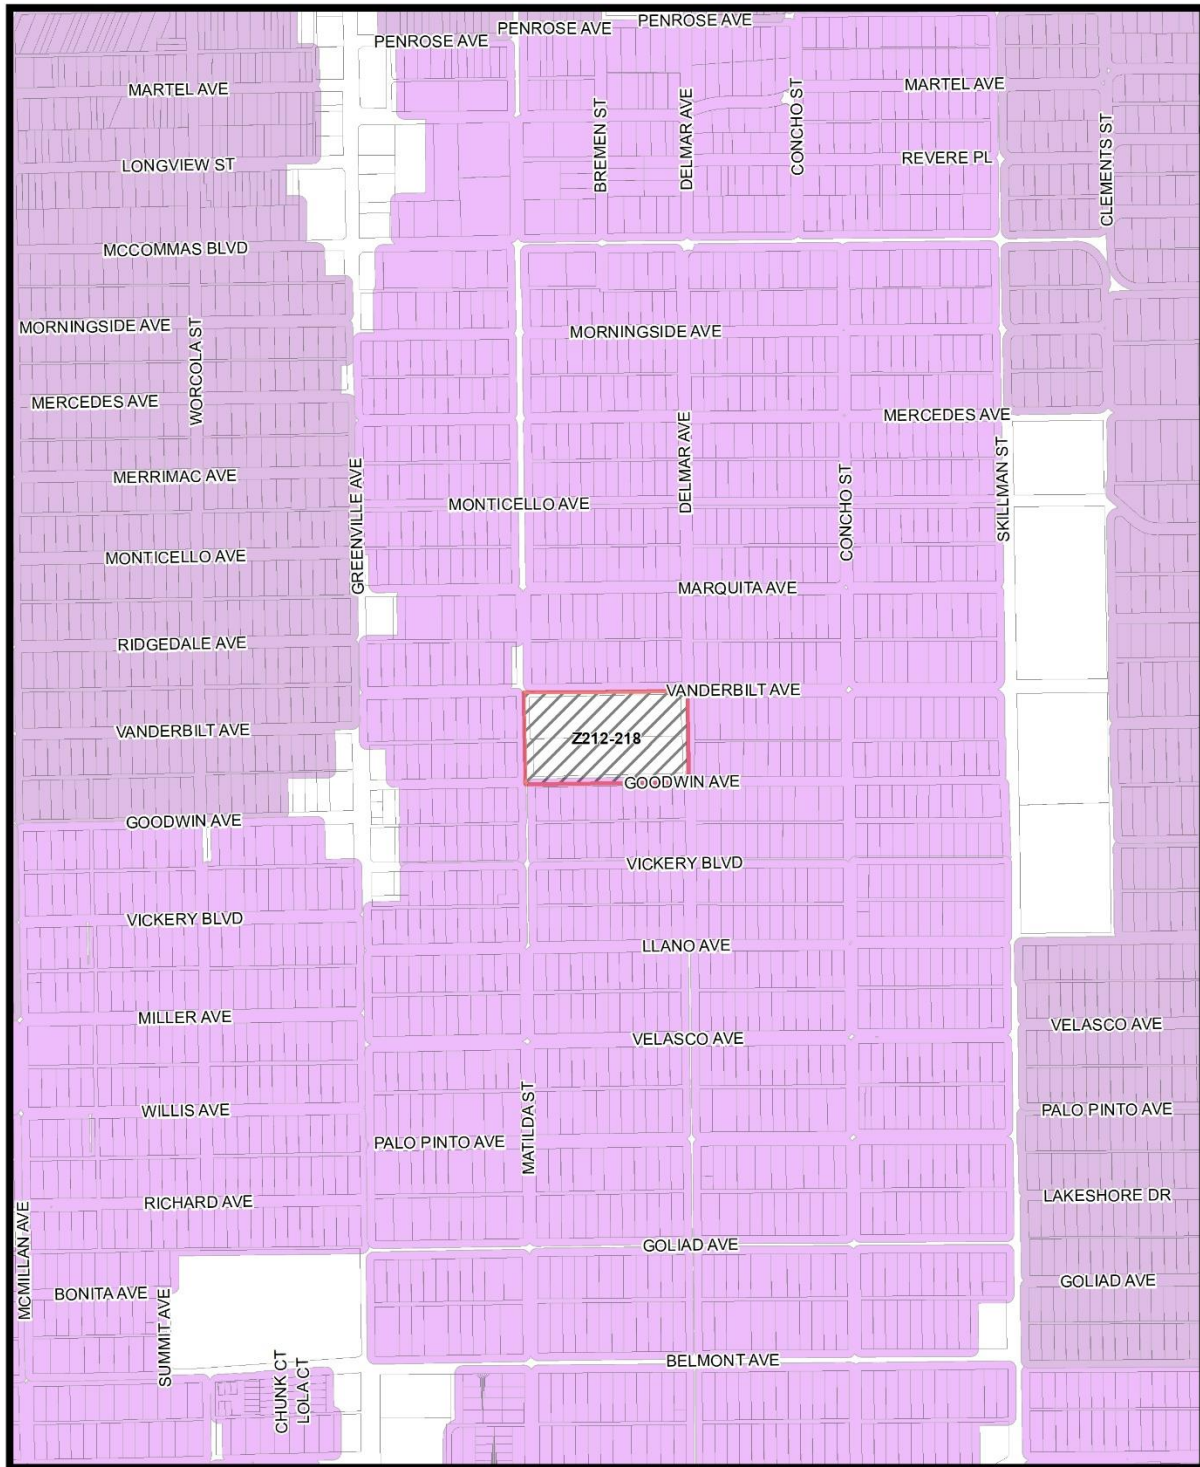 PENROSE AVE
PENROSE AVE
PENROSE AVE
MARTEL AVE
MARTEL AVE
BREMEN ST
DELMAR AVE
CONCHO ST
CLEMENTS ST
LONGVIEW ST
REVERE PL
MCCOMMAS BLVD
MORNINGSIDE AVE
MORNINGSIDE AVE
WORCOLA ST
MERCEDES AVE
MERCEDES AVE
MERRIMAC AVE
GREENVILLE AVE
MONTICELLO AVE
DELMAR AVE
CONCHO ST
SKILLMAN ST
MONTICELLO AVE
MARQUITA AVE
RIDGEDALE AVE
VANDERBILT AVE
VANDERBILT AVE
Z212-218
GOODWIN AVE
GOODWIN AVE
VICKERY BLVD
VICKERY BLVD
LLANO AVE
MILLER AVE
VELASCO AVE
VELASCO AVE
WILLIS AVE
MATILDA ST
PALO PINTO AVE
PALO PINTO AVE
RICHARD AVE
LAKESHORE DR
MCMILLAN AVE
GOLIAD AVE
GOLIAD AVE
BONITA AVE
SUMMIT AVE
CHUNK CT
LOLA CT
BELMONT AVE